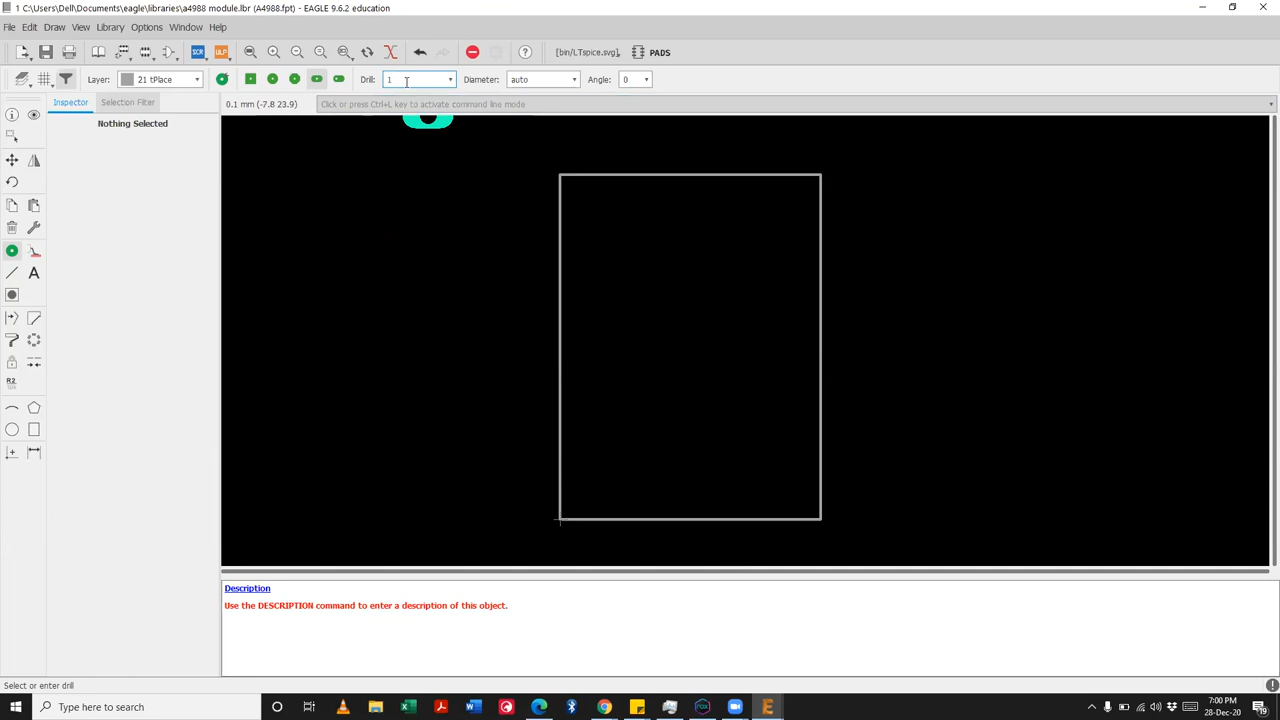 1 C:\Users\Dell\Documents\eagle\libraries\a4988 module.lbr (A4988.fpt) - EAGLE 9.6.2 education
File Edit Draw View Library Options Window Help
SCR ULP [bin/LTspice.svg], PADS
Layer: 21 tPlace Drill: 1 Diameter: auto Angle: 0
Inspector Selection Filter 0.1 mm (-7.8 23.9) Click or press Ctrl+L key to activate command line mode
Nothing Selected
A
R2
Description
Use the DESCRIPTION command to enter a description of this object.
Select or enter drill
Type here to search
7:00 PM
28-Dec-20